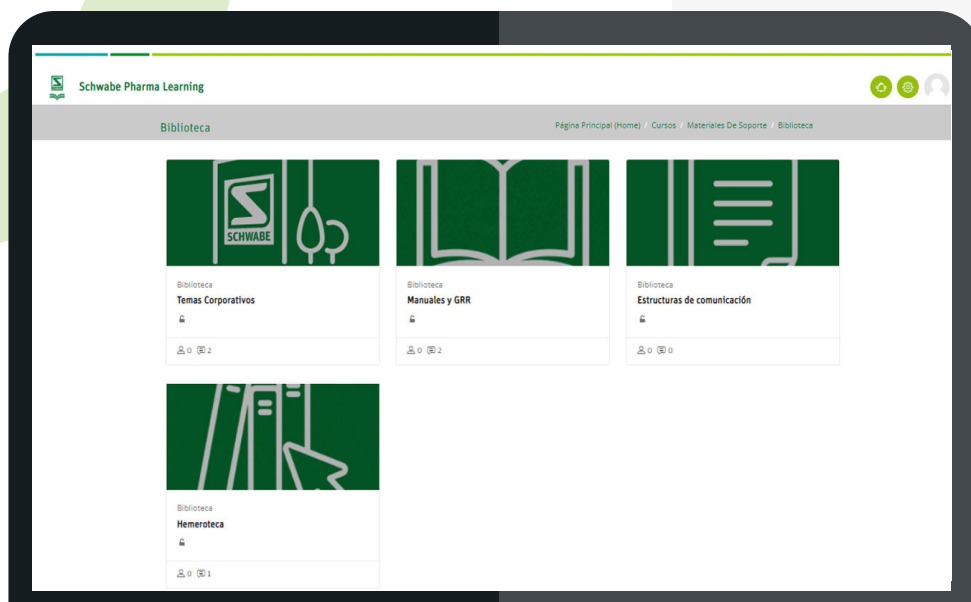 Schwabe Pharma Learning
Biblioteca
Página Principal (Home) / Cursos / Materiales De Soporte / Biblioteca
SCHWABE
Biblioteca
Temas Corporativos
0 2
Biblioteca
Manuales y GRR
0 2
Biblioteca
Estructuras de comunicación
0 0
Biblioteca
Hemeroteca
0 1